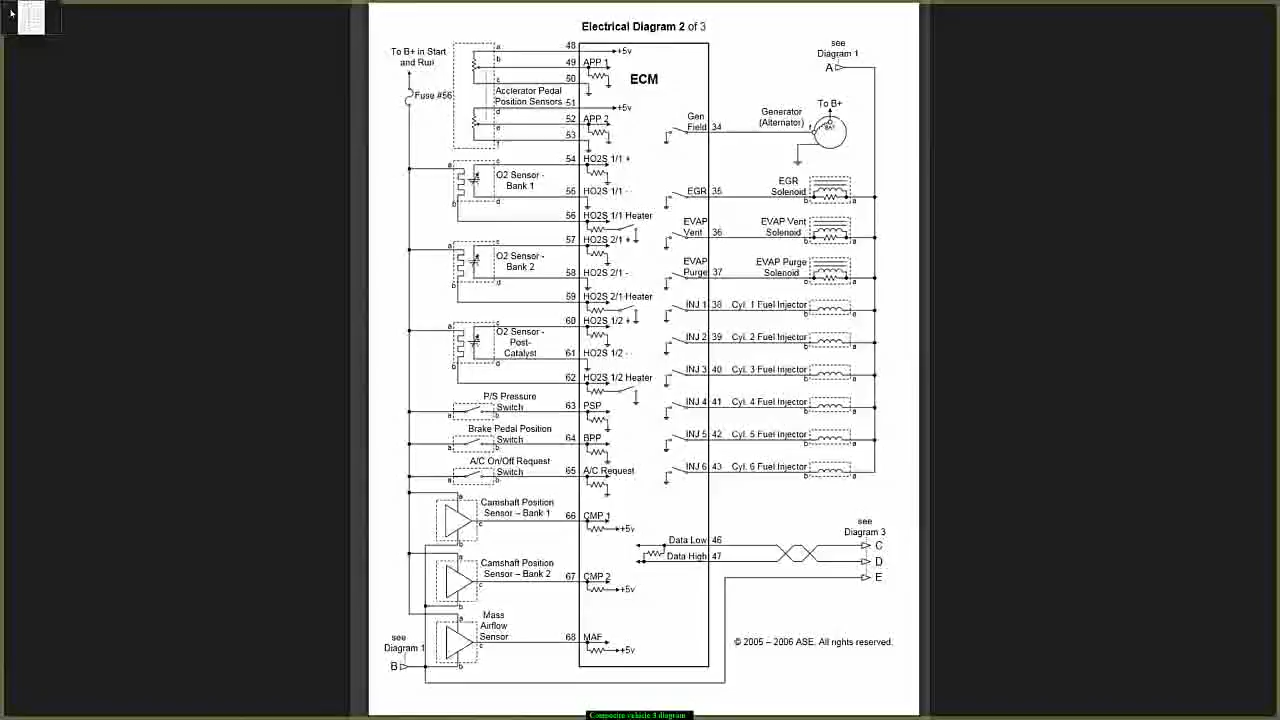 Electrical Diagram 2 of 3
To B+ in Start
and Run
Fuse #56
a
b
c
Acclerator Pedal
Position Sensors
d
e
f
48
+5v
49 APP 1
50
51
+5v
52 APP 2
53
ECM
54 HO2S 1/1 +
55 HO2S 1/1 -
56 HO2S 1/1 Heater
a
b
c
d
O2 Sensor -
Bank 1
57 HO2S 2/1 +
58 HO2S 2/1 -
59 HO2S 2/1 Heater
a
b
c
d
O2 Sensor -
Bank 2
60 HO2S 1/2 +
61 HO2S 1/2 -
62 HO2S 1/2 Heater
a
b
c
d
O2 Sensor -
Post-
Catalyst
P/S Pressure
Switch
a
b
63 PSP
Brake Pedal Position
Switch
a
b
64 BPP
A/C On/Off Request
Switch
a
b
65 A/C Request
Camshaft Position
Sensor – Bank 1
a
b
c
66 CMP 1
+5v
Camshaft Position
Sensor – Bank 2
a
b
c
67 CMP 2
+5v
Mass
Airflow
Sensor
a
b
c
68 MAF
+5v
see
Diagram 1
B
see
Diagram 1
A
Gen
Field 34
Generator
(Alternator)
To B+
f
BAT
EGR 35
EGR
Solenoid
b
a
EVAP
Vent 36
EVAP Vent
Solenoid
b
a
EVAP
Purge 37
EVAP Purge
Solenoid
b
a
INJ 1 38 Cyl. 1 Fuel Injector
b
a
INJ 2 39 Cyl. 2 Fuel Injector
b
a
INJ 3 40 Cyl. 3 Fuel Injector
b
a
INJ 4 41 Cyl. 4 Fuel Injector
b
a
INJ 5 42 Cyl. 5 Fuel Injector
b
a
INJ 6 43 Cyl. 6 Fuel Injector
b
a
see
Diagram 3
Data Low 46
C
Data High 47
D
E
© 2005 – 2006 ASE. All rights reserved.
Composite vehicle 3 diagram